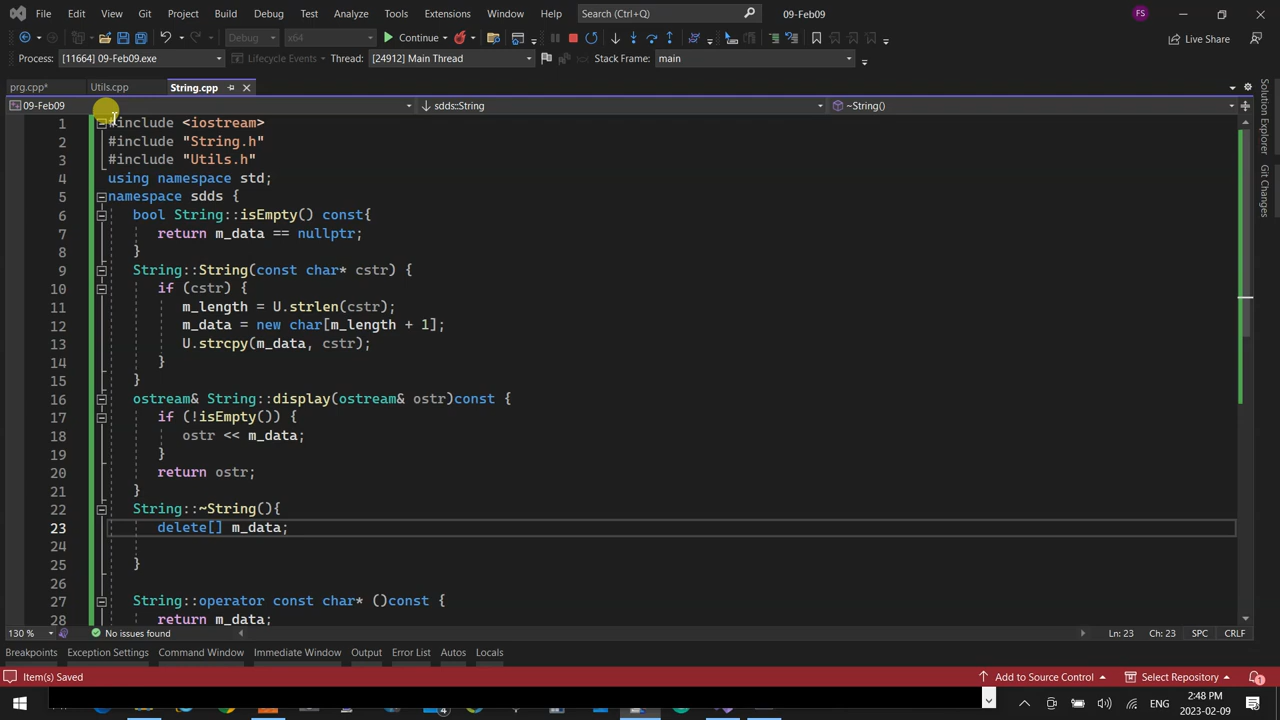 File Edit View Git Project Build Debug Test Analyze Tools Extensions Window Help Search (Ctrl+Q) 09-Feb09 FS
Debug x64 Continue Live Share
Process: [11664] 09-Feb09.exe Lifecycle Events Thread: [24912] Main Thread Stack Frame: main
prg.cpp* Utils.cpp String.cpp
09-Feb09 sdds::String ~String()
1 #include <iostream>
2 #include "String.h"
3 #include "Utils.h"
4 using namespace std;
5 namespace sdds {
6 bool String::isEmpty() const{
7 return m_data == nullptr;
8 }
9 String::String(const char* cstr) {
10 if (cstr) {
11 m_length = U.strlen(cstr);
12 m_data = new char[m_length + 1];
13 U.strcpy(m_data, cstr);
14 }
15 }
16 ostream& String::display(ostream& ostr)const {
17 if (!isEmpty()) {
18 ostr << m_data;
19 }
20 return ostr;
21 }
22 String::~String(){
23 delete[] m_data;
24
25 }
26
27 String::operator const char* ()const {
28 return m_data;
Solution Explorer
Git Changes
130 % No issues found Ln: 23 Ch: 23 SPC CRLF
Breakpoints Exception Settings Command Window Immediate Window Output Error List Autos Locals
Item(s) Saved Add to Source Control Select Repository 1
4 ENG 2:48 PM 2023-02-09 3